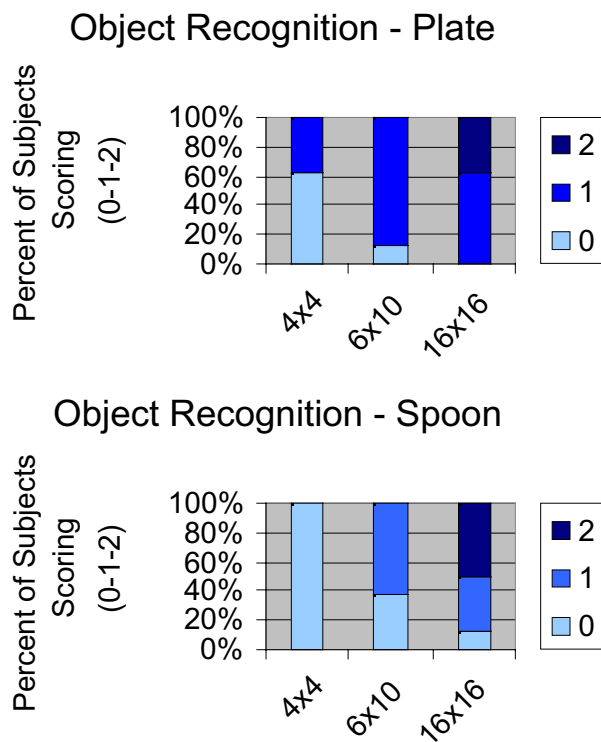 Object Recognition - Plate
Percent of Subjects
Scoring
(0-1-2)
100%
80%
60%
40%
20%
0%
4x4
6x10
16x16
2
1
0
Object Recognition - Spoon
Percent of Subjects
Scoring
(0-1-2)
100%
80%
60%
40%
20%
0%
4x4
6x10
16x16
2
1
0